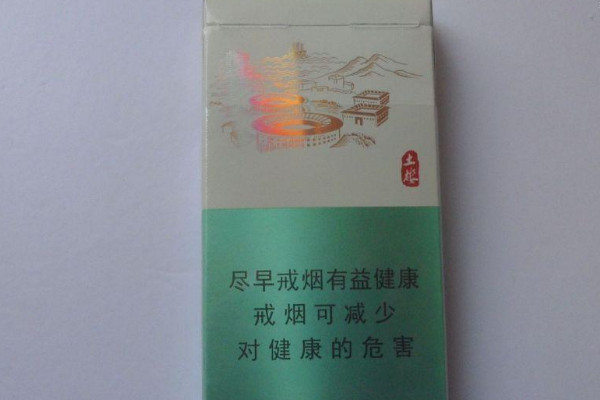 土楼
尽早戒烟有益健康
戒烟可减少
对健康的危害